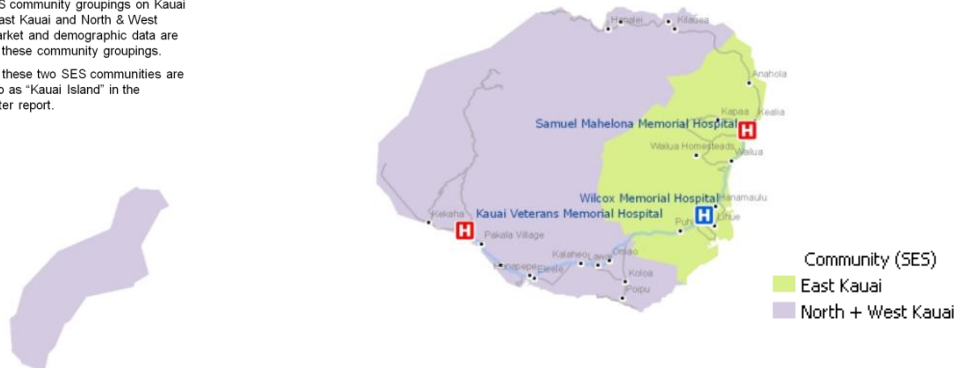 S community groupings on Kauai
ast Kauai and North & West
arket and demographic data are
these community groupings.
these two SES communities are
o as “Kauai Island” in the
ter report.
Hanalei
Kilauea
Anahola
Kapaa
Kealia
Samuel Mahelona Memorial Hospital
H
Wailua Homesteads
Wailua
Wilcox Memorial Hospital
Hanamaulu
H
Kekaha
Kauai Veterans Memorial Hospital
H
Puhi
Lihue
Pakala Village
Kalaheo
Lawai
Omao
Eleele
Koloa
Poipu
Community (SES)
East Kauai
North + West Kauai